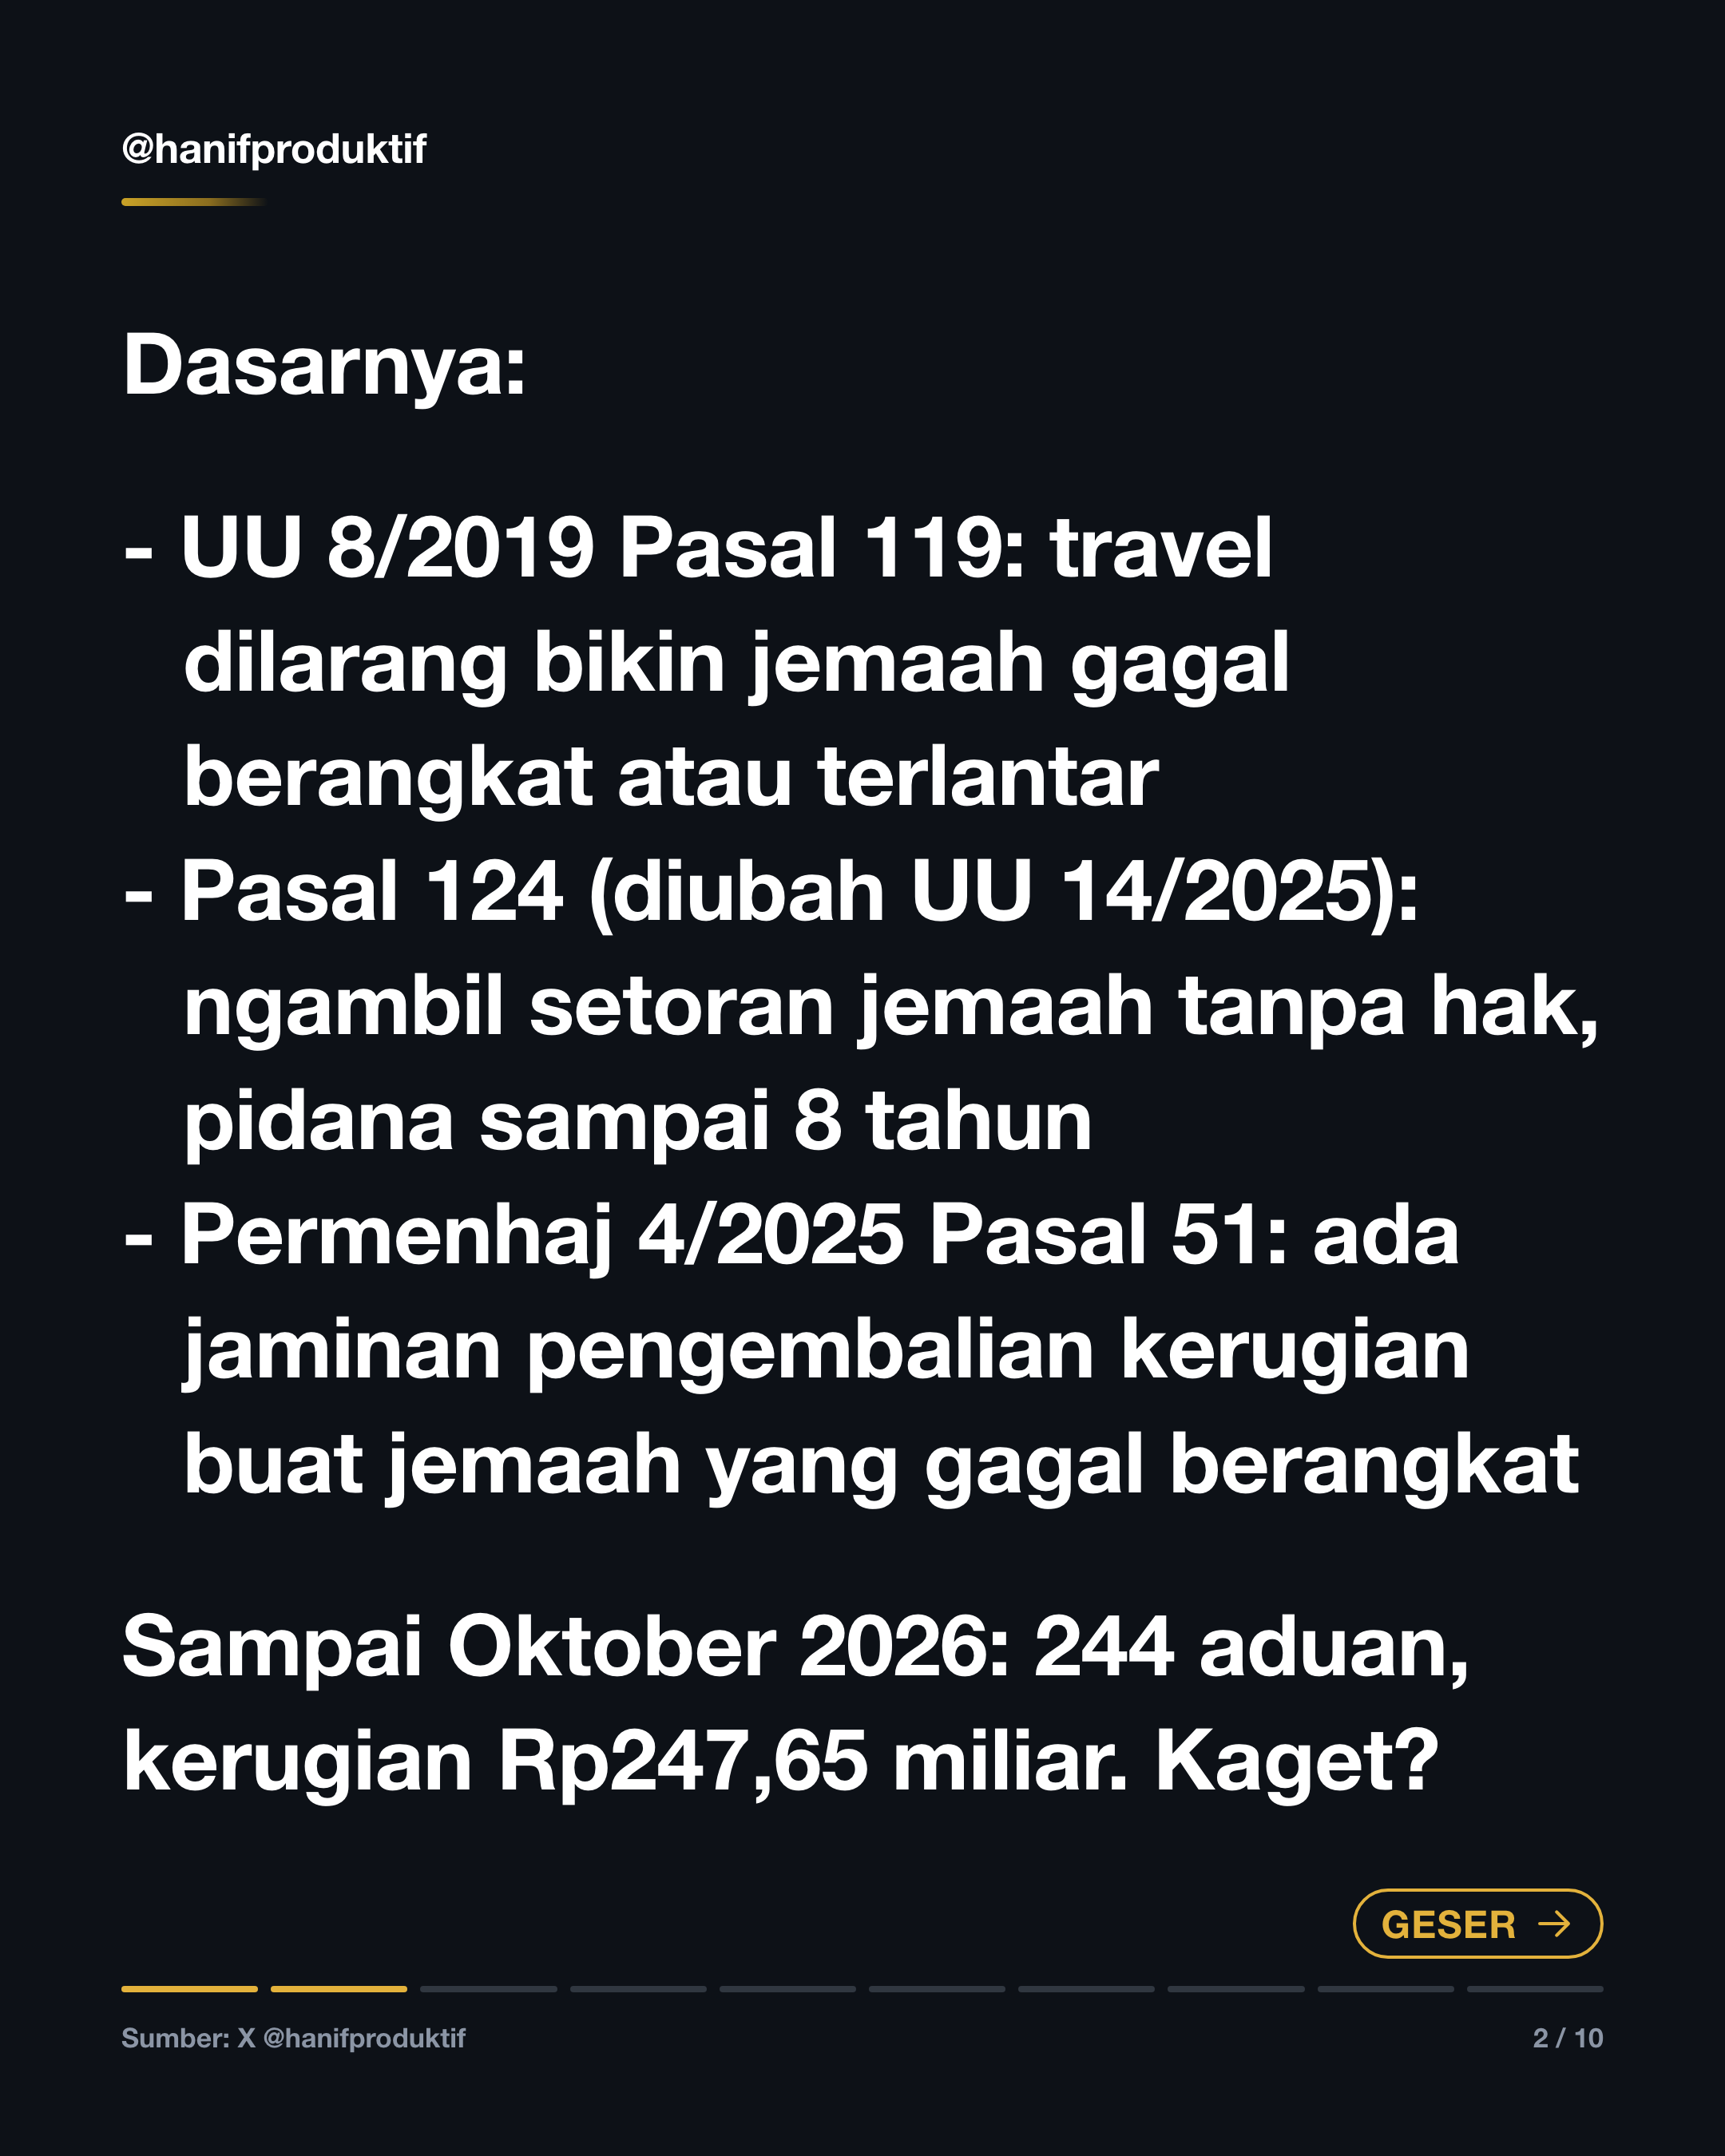 @hanifproduktif
Dasarnya:
- UU 8/2019 Pasal 119: travel
dilarang bikin jemaah gagal
berangkat atau terlantar
- Pasal 124 (diubah UU 14/2025):
ngambil setoran jemaah tanpa hak,
pidana sampai 8 tahun
- Permenhaj 4/2025 Pasal 51: ada
jaminan pengembalian kerugian
buat jemaah yang gagal berangkat
Sampai Oktober 2026: 244 aduan,
kerugian Rp247,65 miliar. Kaget?
GESER →
Sumber: X @hanifproduktif
2 / 10